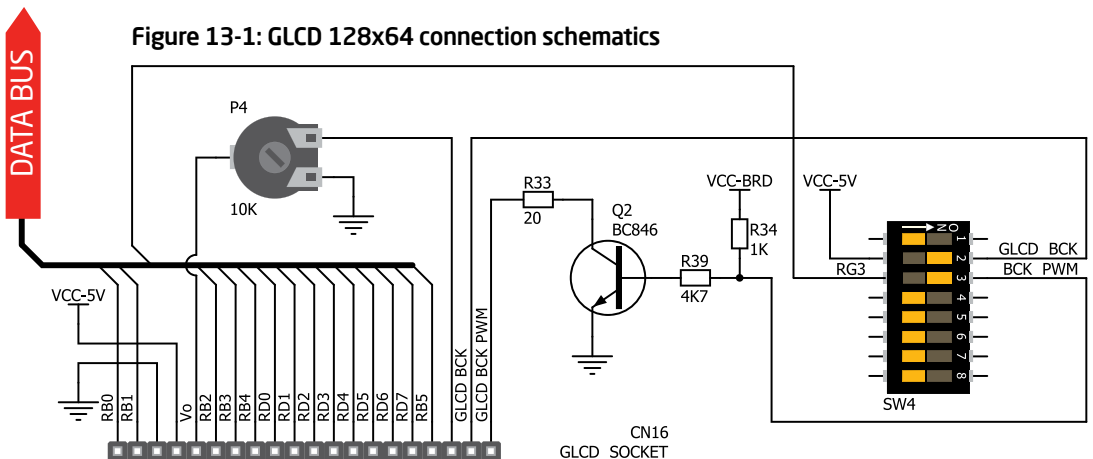 Figure 13-1: GLCD 128x64 connection schematics
DATA BUS
P4
10K
R33
20
Q2
BC846
VCC-BRD
R34
1K
R39
4K7
VCC-5V
RG3
ON
1
2
3
4
5
6
7
8
SW4
GLCD BCK
BCK PWM
VCC-5V
RB0
RB1
Vo
RB2
RB3
RB4
RD0
RD1
RD2
RD3
RD4
RD5
RD6
RD7
RB5
GLCD BCK
GLCD BCK PWM
CN16
GLCD SOCKET